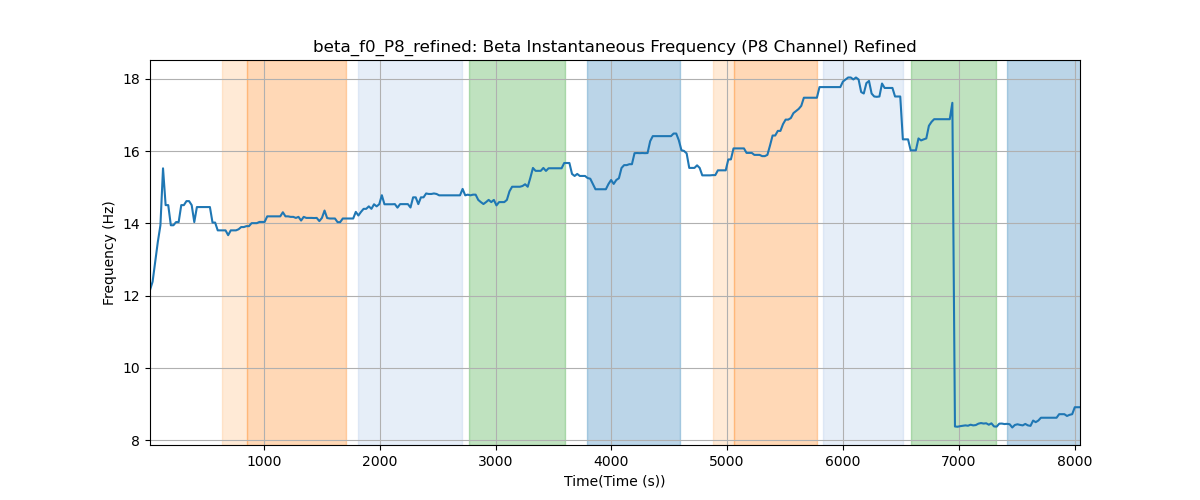 beta_f0_P8_refined: Beta Instantaneous Frequency (P8 Channel) Refined
18
16
14
12
10
8
Frequency (Hz)
1000 2000 3000 4000 5000 6000 7000 8000
Time(Time (s))